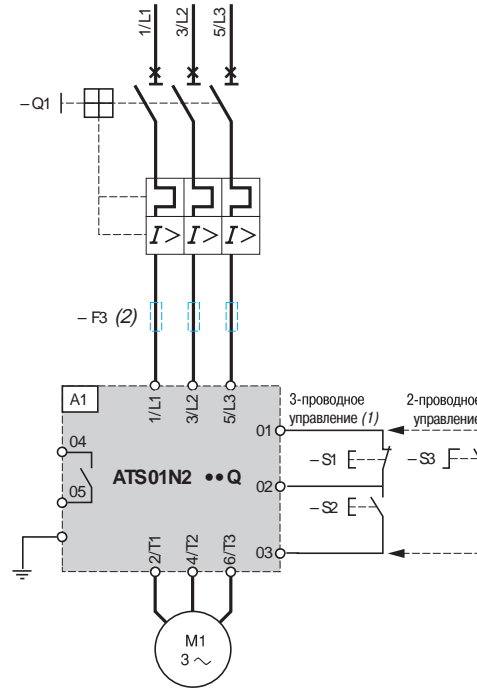 1/L1
3/L2
5/L3
– Q1
I> I> I>
– F3 (2)
A1
1/L1
3/L2
5/L3
3-проводное
управление (1)
2-проводное
управление
01
04
– S1
– S3
ATS01N2 ••Q
05
02
– S2
03
2/T1
4/T2
6/T3
M1
3 ~